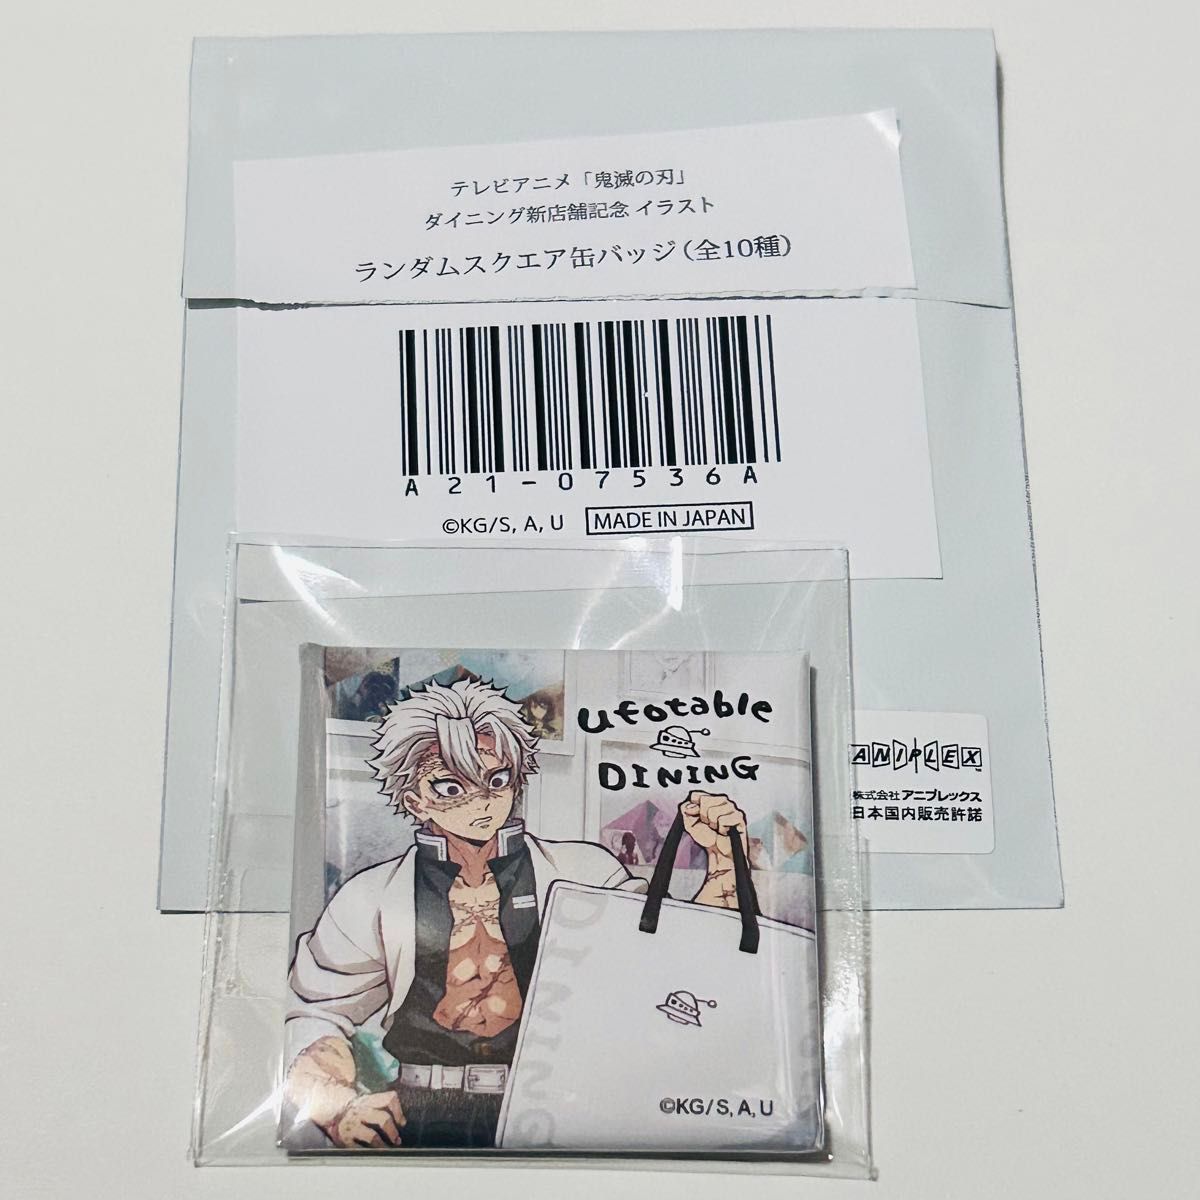 テレビアニメ「鬼滅の刃」
ダイニング新店舗記念 イラスト
ランダムスクエア缶バッジ(全10種)
A21-07536A
©KG/S, A, U MADE IN JAPAN
ufotable
DINING
ANIPLEX™
株式会社 アニプレックス
日本国内販売許諾
DINING
DINING
©KG/S, A, U